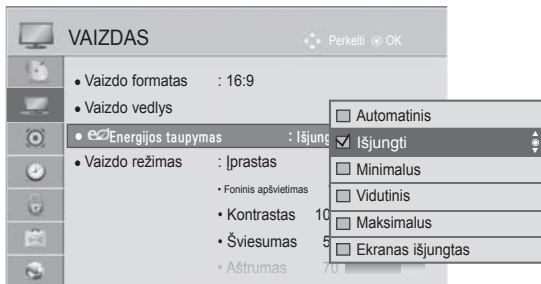 VAIZDAS
Perkelti OK
• Vaizdo formatas : 16:9
• Vaizdo vedlys
• eco Energijos taupymas : Išjung
• Vaizdo režimas : Įprastas
• Foninis apšvietimas
• Kontrastas 10
• Šviesumas 5
• Aštrumas 70
Automatinis
Išjungti
Minimalus
Vidutinis
Maksimalus
Ekranas išjungtas